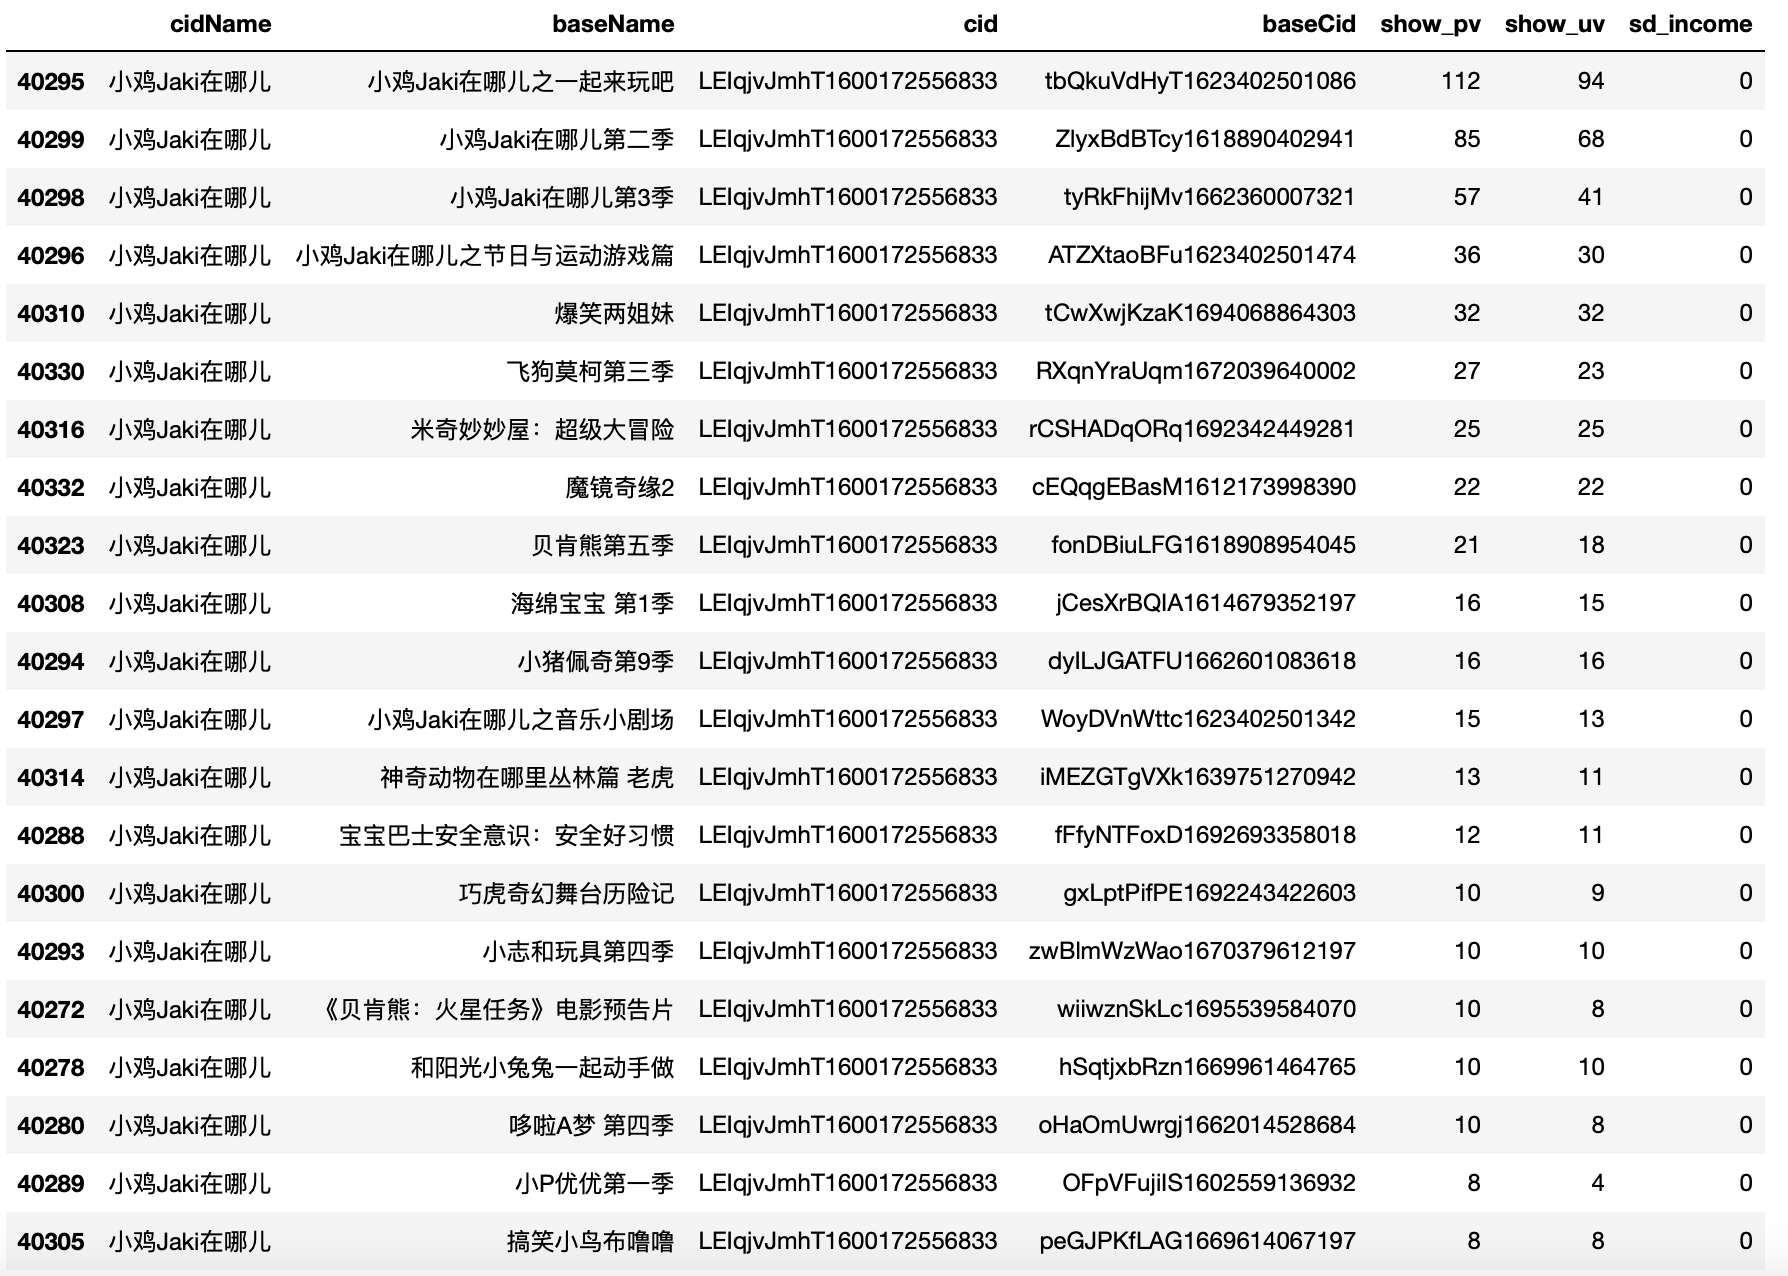 cidName baseName cid baseCid show_pv show_uv sd_income
40295 小鸡Jaki在哪儿 小鸡Jaki在哪儿之一起来玩吧 LEIqjvJmhT1600172556833 tbQkuVdHyT1623402501086 112 94 0
40299 小鸡Jaki在哪儿 小鸡Jaki在哪儿第二季 LEIqjvJmhT1600172556833 ZlyxBdBTcy1618890402941 85 68 0
40298 小鸡Jaki在哪儿 小鸡Jaki在哪儿第3季 LEIqjvJmhT1600172556833 tyRkFhijMv1662360007321 57 41 0
40296 小鸡Jaki在哪儿 小鸡Jaki在哪儿之节日与运动游戏篇 LEIqjvJmhT1600172556833 ATZXtaoBFu1623402501474 36 30 0
40310 小鸡Jaki在哪儿 爆笑两姐妹 LEIqjvJmhT1600172556833 tCwXwjKzaK1694068864303 32 32 0
40330 小鸡Jaki在哪儿 飞狗莫柯第三季 LEIqjvJmhT1600172556833 RXqnYraUqm1672039640002 27 23 0
40316 小鸡Jaki在哪儿 米奇妙妙屋：超级大冒险 LEIqjvJmhT1600172556833 rCSHADqORq1692342449281 25 25 0
40332 小鸡Jaki在哪儿 魔镜奇缘2 LEIqjvJmhT1600172556833 cEQqgEBasM1612173998390 22 22 0
40323 小鸡Jaki在哪儿 贝肯熊第五季 LEIqjvJmhT1600172556833 fonDBiuLFG1618908954045 21 18 0
40308 小鸡Jaki在哪儿 海绵宝宝 第1季 LEIqjvJmhT1600172556833 jCesXrBQIA1614679352197 16 15 0
40294 小鸡Jaki在哪儿 小猪佩奇第9季 LEIqjvJmhT1600172556833 dyILJGATFU1662601083618 16 16 0
40297 小鸡Jaki在哪儿 小鸡Jaki在哪儿之音乐小剧场 LEIqjvJmhT1600172556833 WoyDVnWttc1623402501342 15 13 0
40314 小鸡Jaki在哪儿 神奇动物在哪里丛林篇 老虎 LEIqjvJmhT1600172556833 iMEZGTgVXk1639751270942 13 11 0
40288 小鸡Jaki在哪儿 宝宝巴士安全意识：安全好习惯 LEIqjvJmhT1600172556833 fFfyNTFoxD1692693358018 12 11 0
40300 小鸡Jaki在哪儿 巧虎奇幻舞台历险记 LEIqjvJmhT1600172556833 gxLptPifPE1692243422603 10 9 0
40293 小鸡Jaki在哪儿 小志和玩具第四季 LEIqjvJmhT1600172556833 zwBlmWzWao1670379612197 10 10 0
40272 小鸡Jaki在哪儿 《贝肯熊：火星任务》电影预告片 LEIqjvJmhT1600172556833 wiiwznSkLc1695539584070 10 8 0
40278 小鸡Jaki在哪儿 和阳光小兔兔一起动手做 LEIqjvJmhT1600172556833 hSqtjxbRzn1669961464765 10 10 0
40280 小鸡Jaki在哪儿 哆啦A梦 第四季 LEIqjvJmhT1600172556833 oHaOmUwrgj1662014528684 10 8 0
40289 小鸡Jaki在哪儿 小P优优第一季 LEIqjvJmhT1600172556833 OFpVFujiIS1602559136932 8 4 0
40305 小鸡Jaki在哪儿 搞笑小鸟布噜噜 LEIqjvJmhT1600172556833 peGJPKfLAG1669614067197 8 8 0